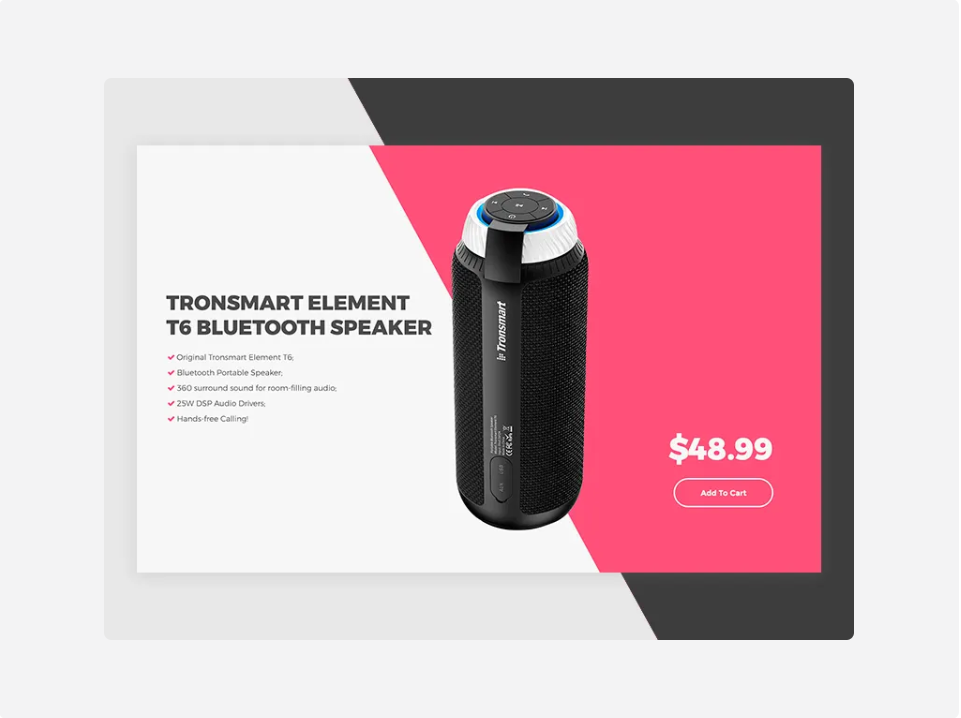 TRONSMART ELEMENT
T6 BLUETOOTH SPEAKER
Original Tronsmart Element T6;
Bluetooth Portable Speaker;
360 surround sound for room-filling audio;
25W DSP Audio Drivers;
Hands-free Calling!
Tronsmart
$48.99
Add To Cart